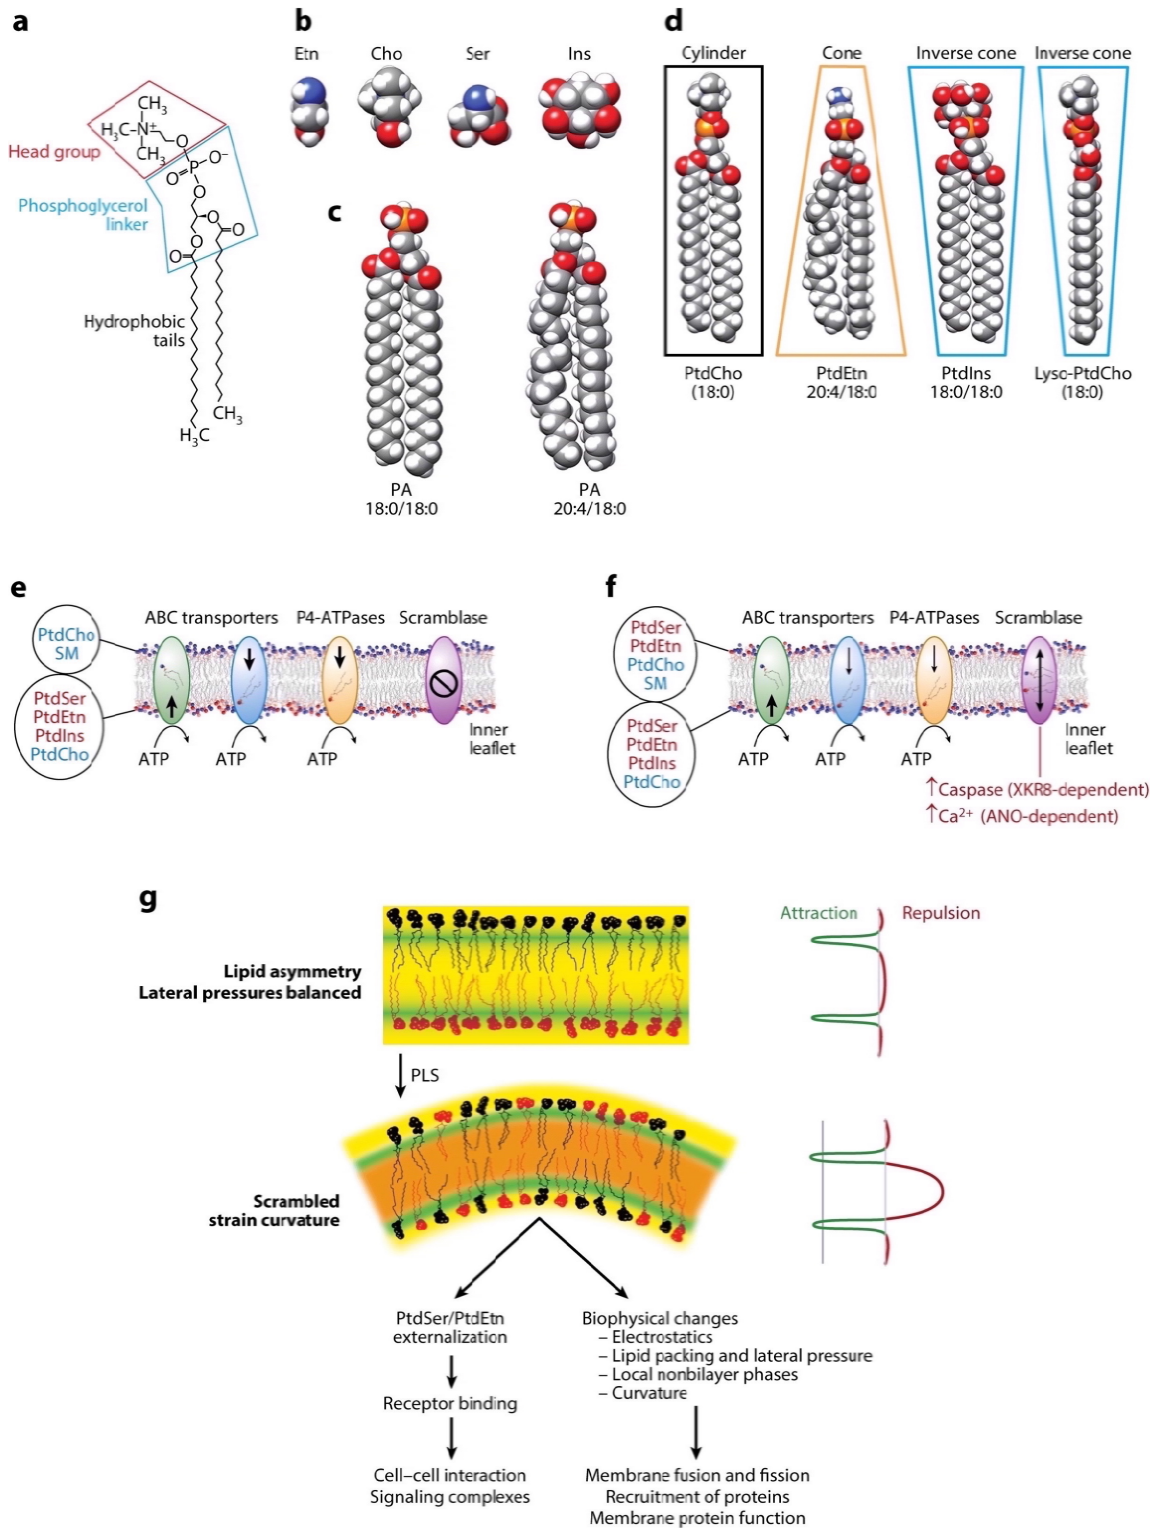 a
CH₃
H₃C–N⁺
CH₃
O
O⁻
P
O
O
O
O
O
O
Head group
Phosphoglycerol
linker
Hydrophobic
tails
CH₃
H₃C
b
Etn
Cho
Ser
Ins
c
PA
18:0/18:0
PA
20:4/18:0
d
Cylinder
Cone
Inverse cone
Inverse cone
PtdCho
(18:0)
PtdEtn
20:4/18:0
PtdIns
18:0/18:0
Lyso-PtdCho
(18:0)
e
ABC transporters
P4-ATPases
Scramblase
PtdCho
SM
PtdSer
PtdEtn
PtdIns
PtdCho
ATP
ATP
ATP
Inner
leaflet
f
ABC transporters
P4-ATPases
Scramblase
PtdSer
PtdEtn
PtdCho
SM
PtdSer
PtdEtn
PtdIns
PtdCho
ATP
ATP
ATP
Inner
leaflet
↑Caspase (XKR8-dependent)
↑Ca²⁺ (ANO-dependent)
g
Lipid asymmetry
Lateral pressures balanced
Attraction
Repulsion
PLS
Scrambled
strain curvature
PtdSer/PtdEtn
externalization
Receptor binding
Cell–cell interaction
Signaling complexes
Biophysical changes
– Electrostatics
– Lipid packing and lateral pressure
– Local nonbilayer phases
– Curvature
Membrane fusion and fission
Recruitment of proteins
Membrane protein function